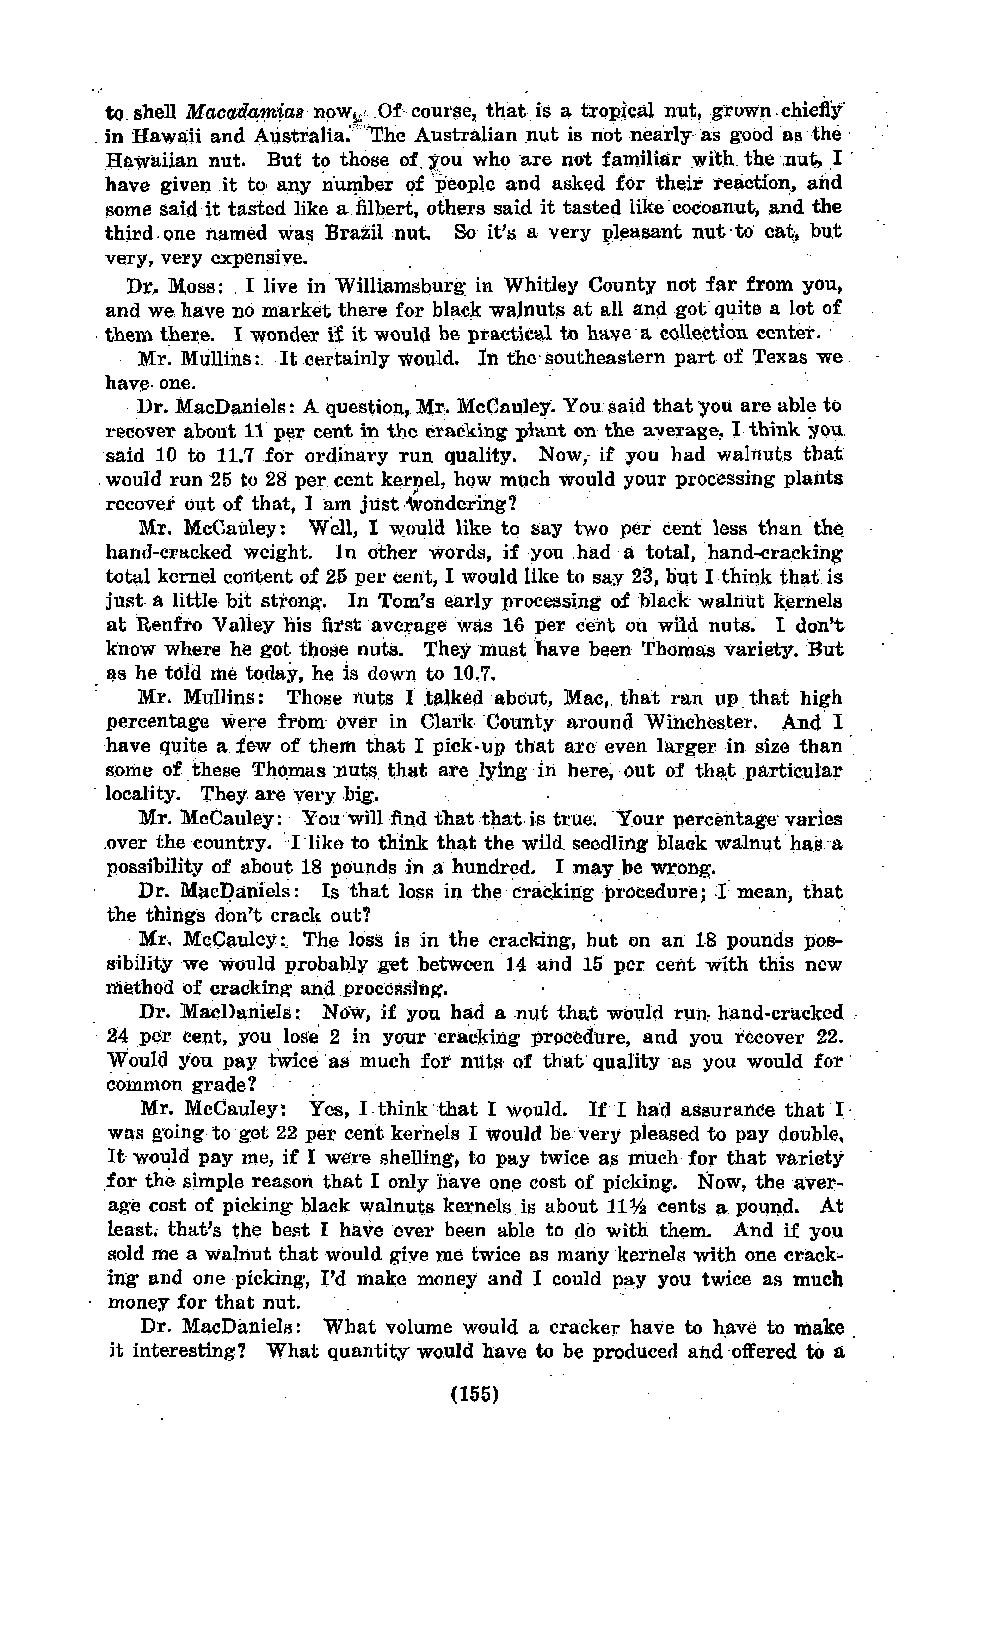 to shell Macadamias now. Of course, that is a tropical nut, grown chiefly
in Hawaii and Australia. The Australian nut is not nearly as good as the
Hawaiian nut. But to those of you who are not familiar with the nut, I
have given it to any number of people and asked for their reaction, and
some said it tasted like a filbert, others said it tasted like cocoanut, and the
third one named was Brazil nut. So it's a very pleasant nut to eat, but
very, very expensive.
Dr. Moss: I live in Williamsburg in Whitley County not far from you,
and we have no market there for black walnuts at all and got quite a lot of
them there. I wonder if it would be practical to have a collection center.
Mr. Mullins: It certainly would. In the southeastern part of Texas we
have one.
Dr. MacDaniels: A question, Mr. McCauley. You said that you are able to
recover about 11 per cent in the cracking plant on the average. I think you
said 10 to 11.7 for ordinary run quality. Now, if you had walnuts that
would run 25 to 28 per cent kernel, how much would your processing plants
recover out of that, I am just wondering?
Mr. McCauley: Well, I would like to say two per cent less than the
hand-cracked weight. In other words, if you had a total, hand-cracking
total kernel content of 25 per cent, I would like to say 23, but I think that is
just a little bit strong. In Tom's early processing of black walnut kernels
at Renfro Valley his first average was 16 per cent on wild nuts. I don't
know where he got those nuts. They must have been Thomas variety. But
as he told me today, he is down to 10.7.
Mr. Mullins: Those nuts I talked about, Mac, that ran up that high
percentage were from over in Clark County around Winchester. And I
have quite a few of them that I pick-up that are even larger in size than
some of these Thomas nuts that are lying in here, out of that particular
locality. They are very big.
Mr. McCauley: You will find that that is true. Your percentage varies
over the country. I like to think that the wild seedling black walnut has a
possibility of about 18 pounds in a hundred. I may be wrong.
Dr. MacDaniels: Is that loss in the cracking procedure; I mean, that
the things don't crack out?
Mr. McCauley: The loss is in the cracking, but on an 18 pounds pos-
sibility we would probably get between 14 and 15 per cent with this new
method of cracking and processing.
Dr. MacDaniels: Now, if you had a nut that would run hand-cracked
24 per cent, you lose 2 in your cracking procedure, and you recover 22.
Would you pay twice as much for nuts of that quality as you would for
common grade?
Mr. McCauley: Yes, I think that I would. If I had assurance that I
was going to get 22 per cent kernels I would be very pleased to pay double.
It would pay me, if I were shelling, to pay twice as much for that variety
for the simple reason that I only have one cost of picking. Now, the aver-
age cost of picking black walnuts kernels is about 11½ cents a pound. At
least, that's the best I have ever been able to do with them. And if you
sold me a walnut that would give me twice as many kernels with one crack-
ing and one picking, I'd make money and I could pay you twice as much
money for that nut.
Dr. MacDaniels: What volume would a cracker have to have to make
it interesting? What quantity would have to be produced and offered to a
(155)